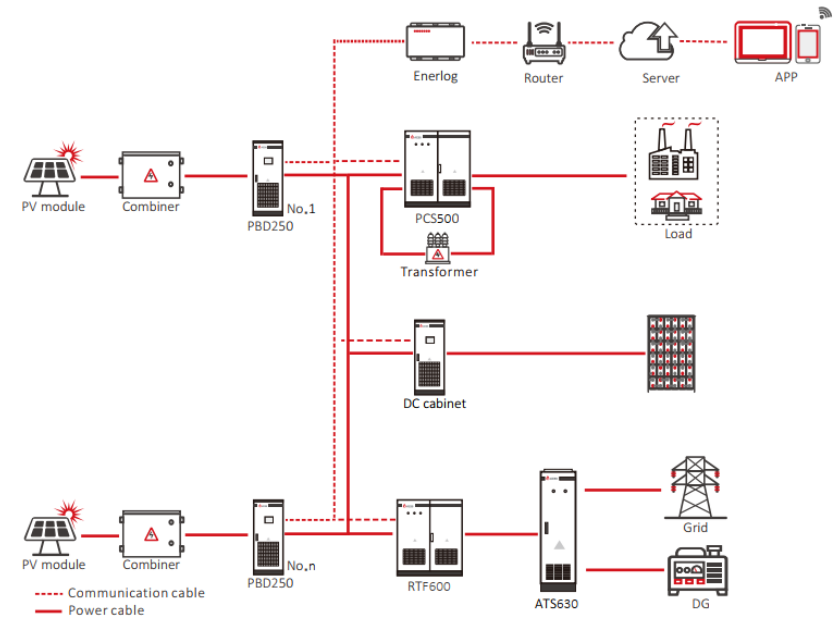 Enerlog
Router
Server
APP
PV module
Combiner
No.1
PBD250
PCS500
Transformer
Load
DC cabinet
Grid
PV module
Combiner
No.n
PBD250
RTF600
ATS630
DG
Communication cable
Power cable